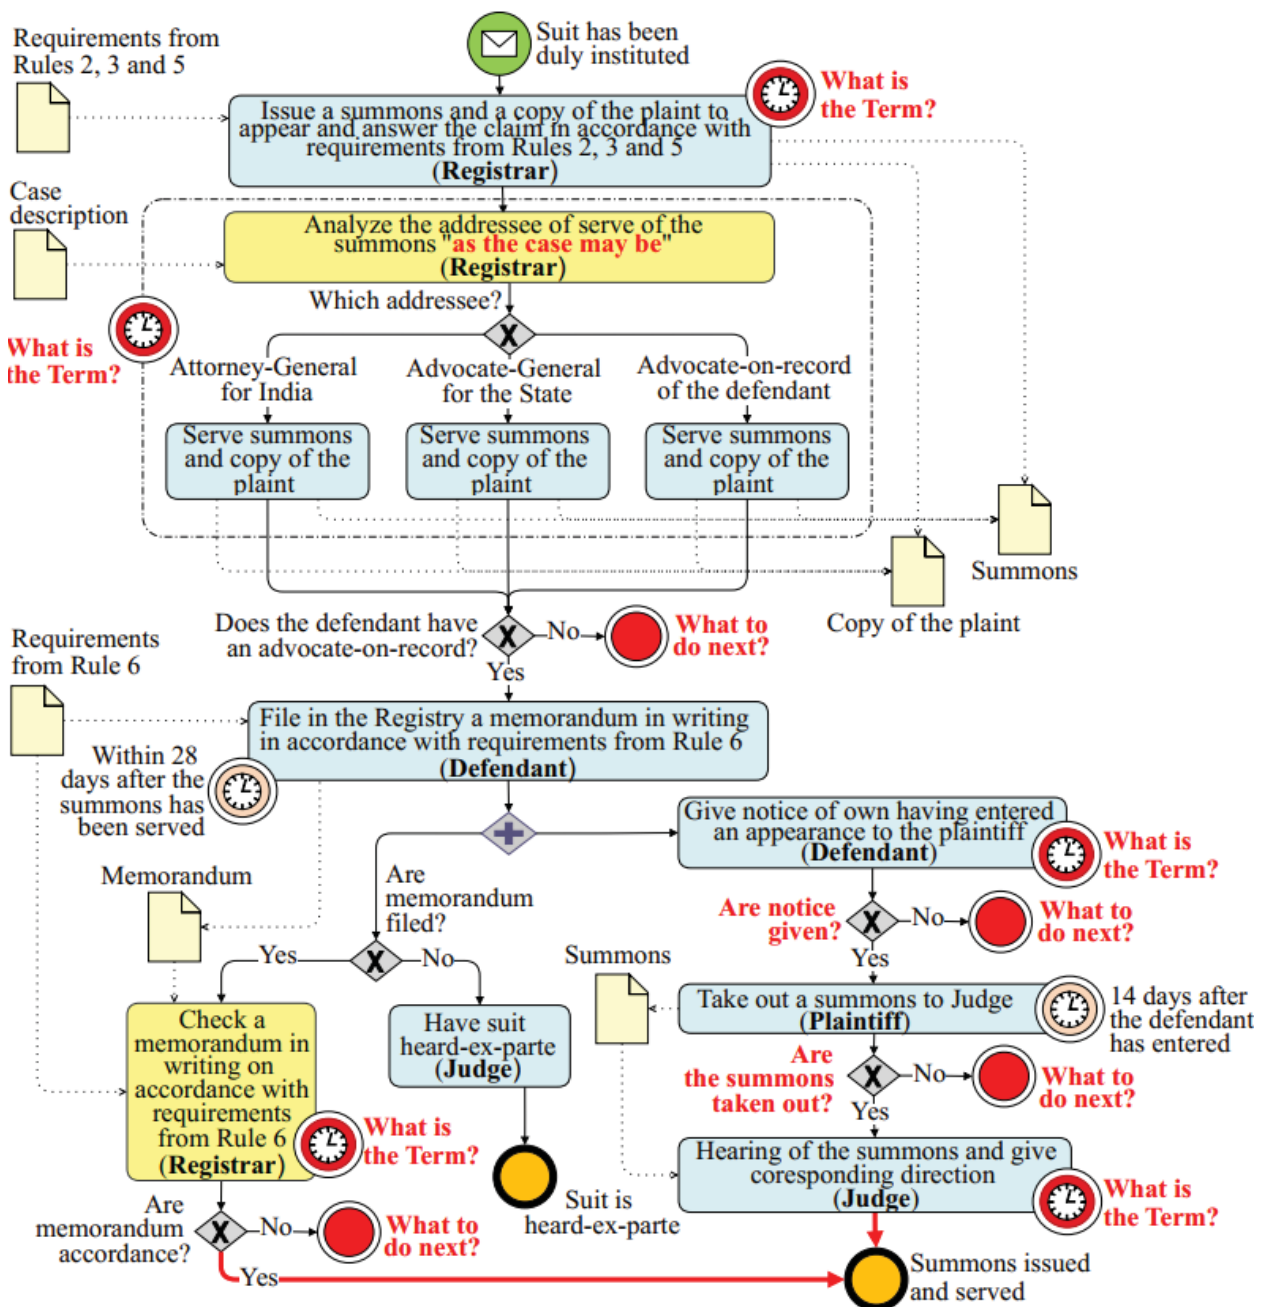 Requirements from
Rules 2, 3 and 5
Suit has been
duly instituted
What is
the Term?
Issue a summons and a copy of the plaint to
appear and answer the claim in accordance with
requirements from Rules 2, 3 and 5
(Registrar)
Case
description
Analyze the addressee of serve of the
summons "as the case may be"
(Registrar)
Which addressee?
X
What is
the Term?
Attorney-General
for India
Advocate-General
for the State
Advocate-on-record
of the defendant
Serve summons
and copy of the
plaint
Serve summons
and copy of the
plaint
Serve summons
and copy of the
plaint
Summons
Copy of the plaint
Does the defendant have
an advocate-on-record?
X
No
What to
do next?
Yes
Requirements
from Rule 6
File in the Registry a memorandum in writing
in accordance with requirements from Rule 6
(Defendant)
Within 28
days after the
summons has
been served
Give notice of own having entered
an appearance to the plaintiff
(Defendant)
What is
the Term?
Memorandum
Are
memorandum
filed?
X
Yes
No
Are notice
given?
X
No
What to
do next?
Yes
Summons
Take out a summons to Judge
(Plaintiff)
14 days after
the defendant
has entered
Check a
memorandum in
writing on
accordance with
requirements
from Rule 6
(Registrar)
What is
the Term?
Have suit
heard-ex-parte
(Judge)
Are
the summons
taken out?
X
No
What to
do next?
Yes
Hearing of the summons and give
coresponding direction
(Judge)
What is
the Term?
Suit is
heard-ex-parte
Are
memorandum
accordance?
X
No
What to
do next?
Yes
Summons issued
and served